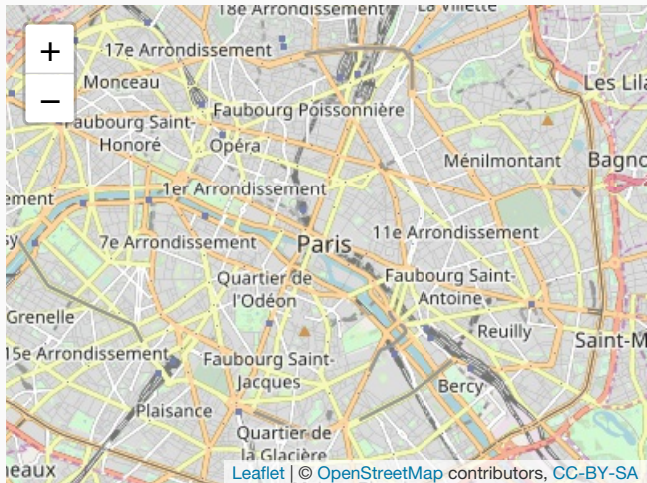 18e Arrondissement
La Villette
+
17e Arrondissement
−
Monceau
Les Lila
Faubourg Poissonnière
Faubourg Saint-
Honoré
Opéra
Ménilmontant
Bagno
1er Arrondissement
ement
11e Arrondissement
sy
7e Arrondissement
Paris
Quartier de
l'Odéon
Faubourg Saint-
Antoine
Grenelle
Reuilly
Saint-M
15e Arrondissement
Faubourg Saint-
Jacques
Bercy
Plaisance
Quartier de
la Glacière
neaux
Leaflet | © OpenStreetMap contributors, CC-BY-SA